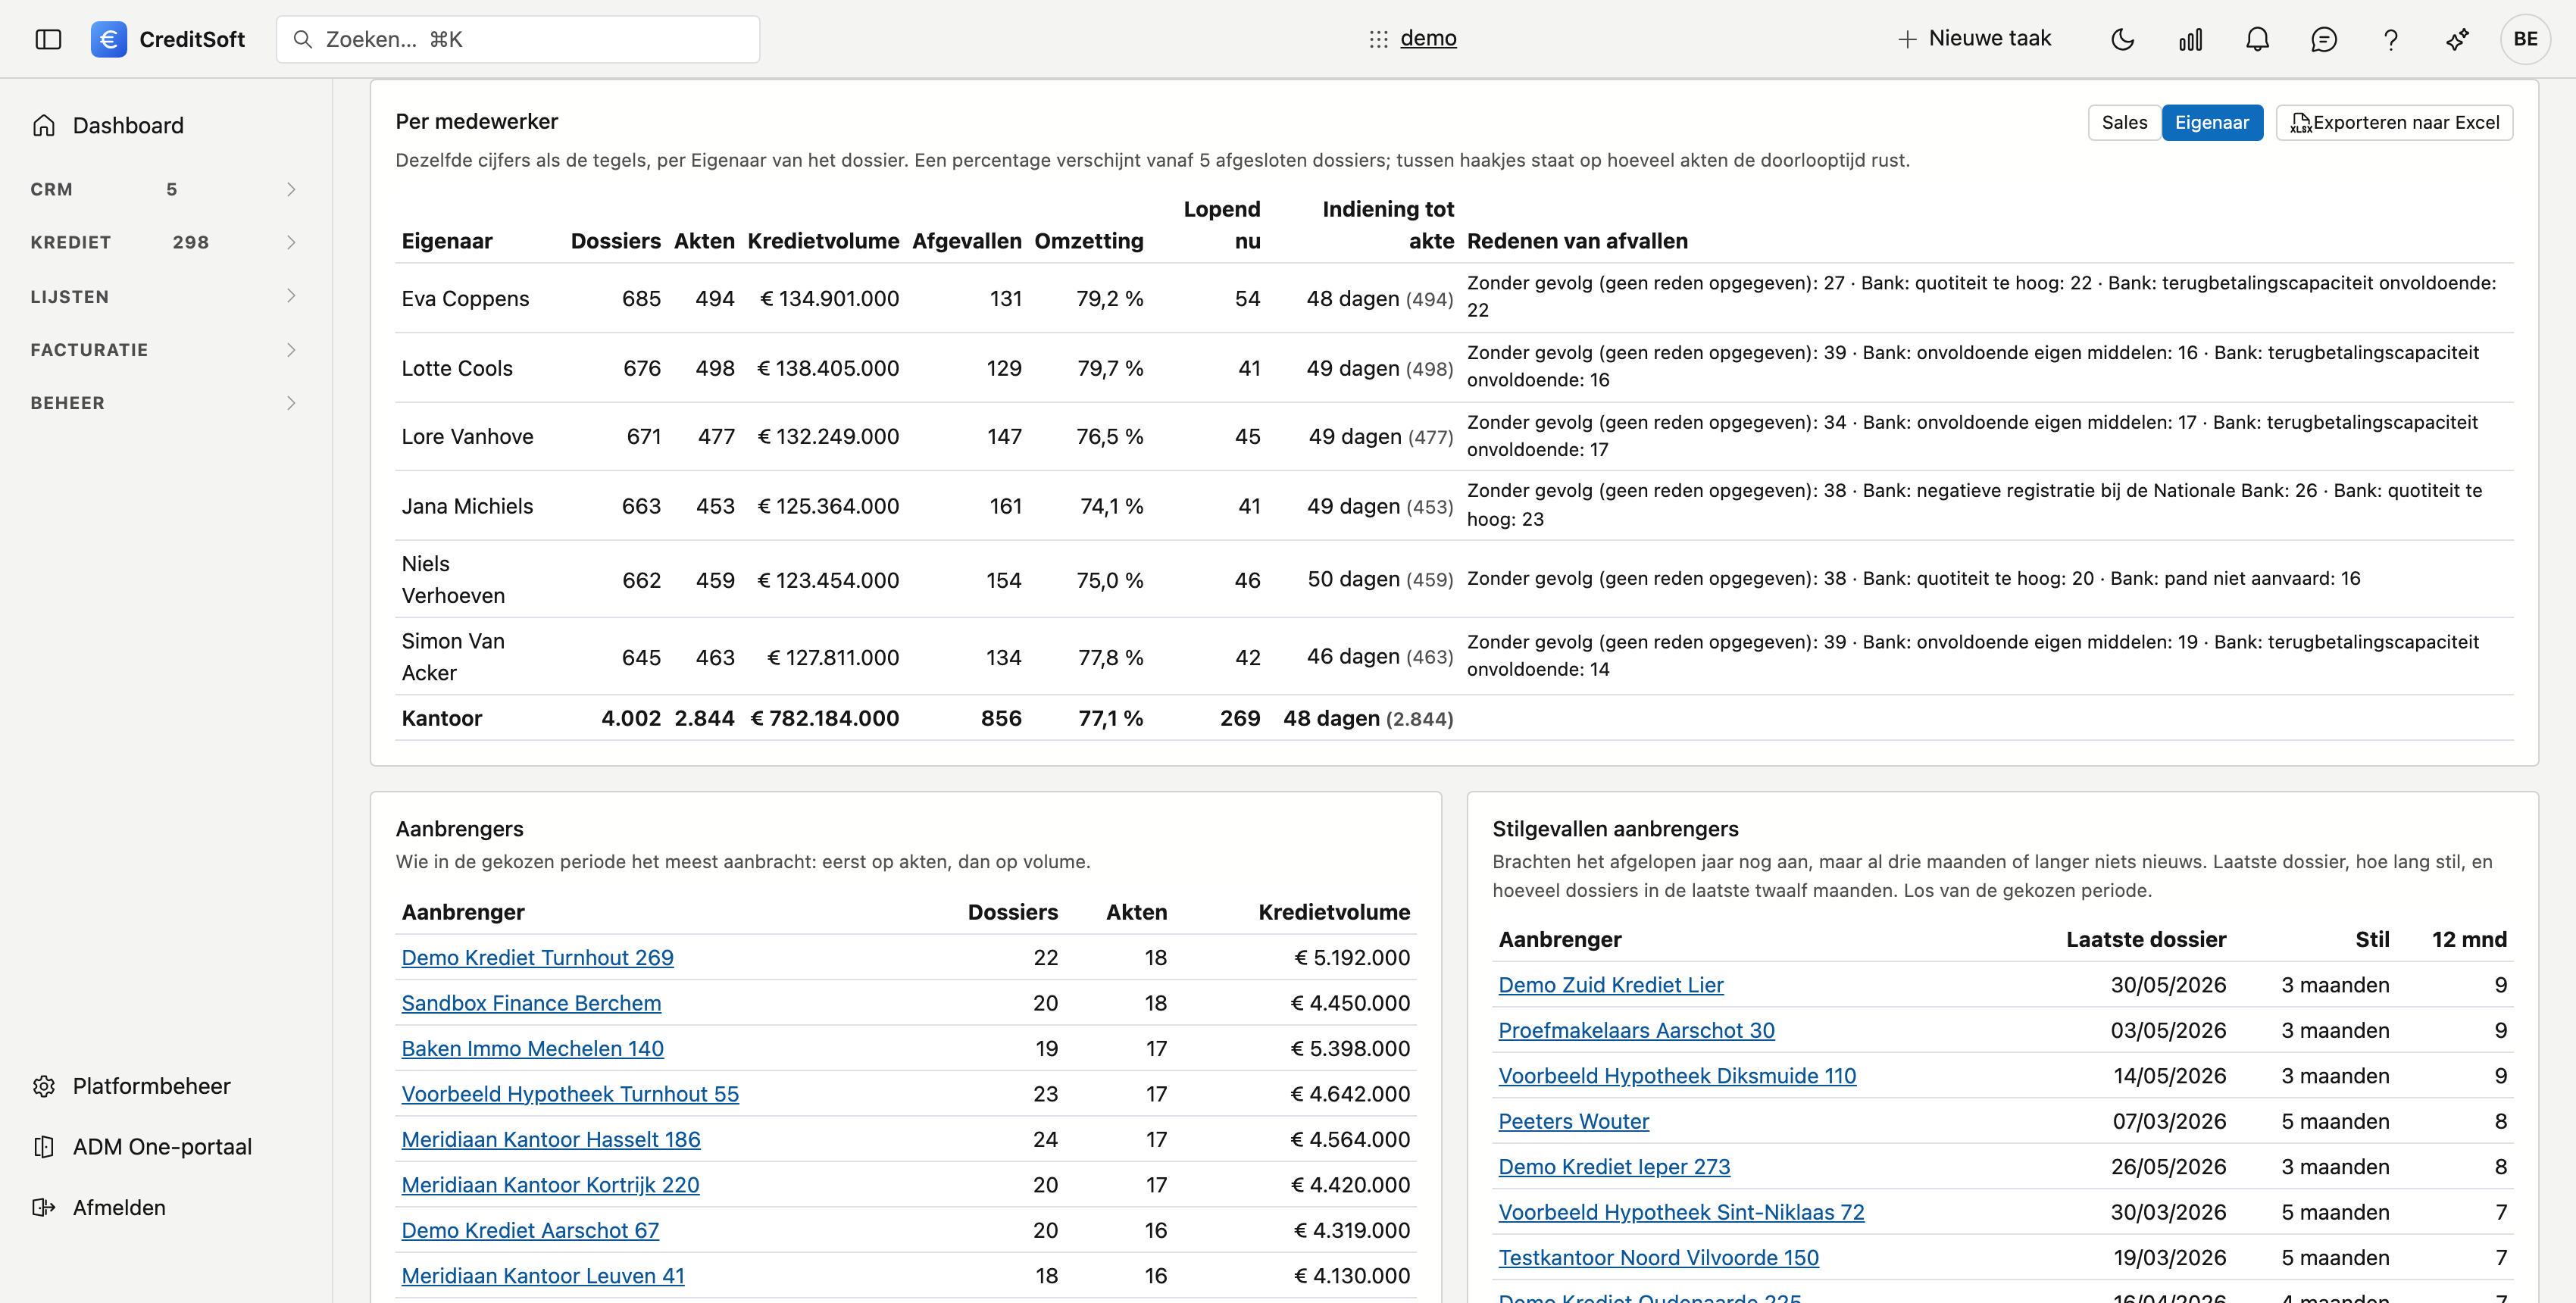 CreditSoft
Zoeken... ⌘K
demo
Nieuwe taak
BE
Dashboard
CRM 5
KREDIET 298
LIJSTEN
FACTURATIE
BEHEER
Platformbeheer
ADM One-portaal
Afmelden
Per medewerker
Sales Eigenaar XLSX Exporteren naar Excel
Dezelfde cijfers als de tegels, per Eigenaar van het dossier. Een percentage verschijnt vanaf 5 afgesloten dossiers; tussen haakjes staat op hoeveel akten de doorlooptijd rust.
Eigenaar Dossiers Akten Kredietvolume Afgevallen Omzetting Lopend nu Indiening tot akte Redenen van afvallen
Eva Coppens 685 494 € 134.901.000 131 79,2 % 54 48 dagen (494) Zonder gevolg (geen reden opgegeven): 27 · Bank: quotiteit te hoog: 22 · Bank: terugbetalingscapaciteit onvoldoende:
22
Lotte Cools 676 498 € 138.405.000 129 79,7 % 41 49 dagen (498) Zonder gevolg (geen reden opgegeven): 39 · Bank: onvoldoende eigen middelen: 16 · Bank: terugbetalingscapaciteit
onvoldoende: 16
Lore Vanhove 671 477 € 132.249.000 147 76,5 % 45 49 dagen (477) Zonder gevolg (geen reden opgegeven): 34 · Bank: onvoldoende eigen middelen: 17 · Bank: terugbetalingscapaciteit
onvoldoende: 17
Jana Michiels 663 453 € 125.364.000 161 74,1 % 41 49 dagen (453) Zonder gevolg (geen reden opgegeven): 38 · Bank: negatieve registratie bij de Nationale Bank: 26 · Bank: quotiteit te
hoog: 23
Niels Verhoeven 662 459 € 123.454.000 154 75,0 % 46 50 dagen (459) Zonder gevolg (geen reden opgegeven): 38 · Bank: quotiteit te hoog: 20 · Bank: pand niet aanvaard: 16
Simon Van Acker 645 463 € 127.811.000 134 77,8 % 42 46 dagen (463) Zonder gevolg (geen reden opgegeven): 39 · Bank: onvoldoende eigen middelen: 19 · Bank: terugbetalingscapaciteit
onvoldoende: 14
Kantoor 4.002 2.844 € 782.184.000 856 77,1 % 269 48 dagen (2.844)
Aanbrengers
Wie in de gekozen periode het meest aanbracht: eerst op akten, dan op volume.
Aanbrenger Dossiers Akten Kredietvolume
Demo Krediet Turnhout 269 22 18 € 5.192.000
Sandbox Finance Berchem 20 18 € 4.450.000
Baken Immo Mechelen 140 19 17 € 5.398.000
Voorbeeld Hypotheek Turnhout 55 23 17 € 4.642.000
Meridiaan Kantoor Hasselt 186 24 17 € 4.564.000
Meridiaan Kantoor Kortrijk 220 20 17 € 4.420.000
Demo Krediet Aarschot 67 20 16 € 4.319.000
Meridiaan Kantoor Leuven 41 18 16 € 4.130.000
Stilgevallen aanbrengers
Brachten het afgelopen jaar nog aan, maar al drie maanden of langer niets nieuws. Laatste dossier, hoe lang stil, en
hoeveel dossiers in de laatste twaalf maanden. Los van de gekozen periode.
Aanbrenger Laatste dossier Stil 12 mnd
Demo Zuid Krediet Lier 30/05/2026 3 maanden 9
Proefmakelaars Aarschot 30 03/05/2026 3 maanden 9
Voorbeeld Hypotheek Diksmuide 110 14/05/2026 3 maanden 9
Peeters Wouter 07/03/2026 5 maanden 8
Demo Krediet Ieper 273 26/05/2026 3 maanden 8
Voorbeeld Hypotheek Sint-Niklaas 72 30/03/2026 5 maanden 7
Testkantoor Noord Vilvoorde 150 19/03/2026 5 maanden 7
Demo Krediet Oudenaarde 225 16/04/2026 4 maanden 7